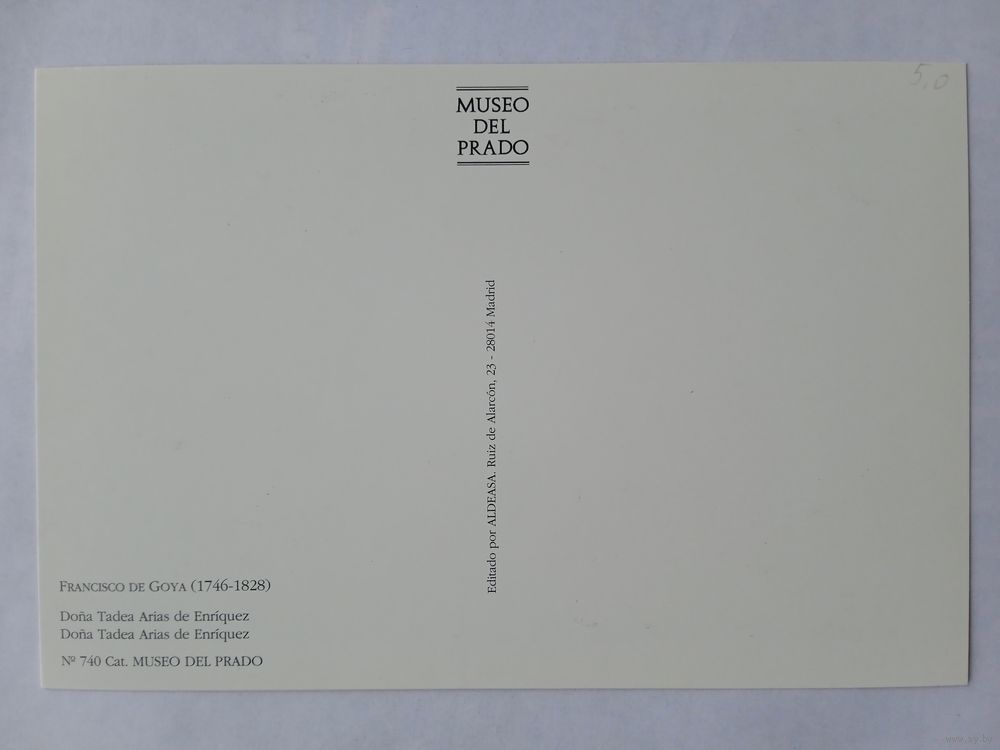 MUSEO
DEL
PRADO
5,0
Editado por ALDEASA. Ruiz de Alarcón, 23 - 28014 Madrid
FRANCISCO DE GOYA (1746-1828)
Doña Tadea Arias de Enríquez
Doña Tadea Arias de Enríquez
Nº 740 Cat. MUSEO DEL PRADO